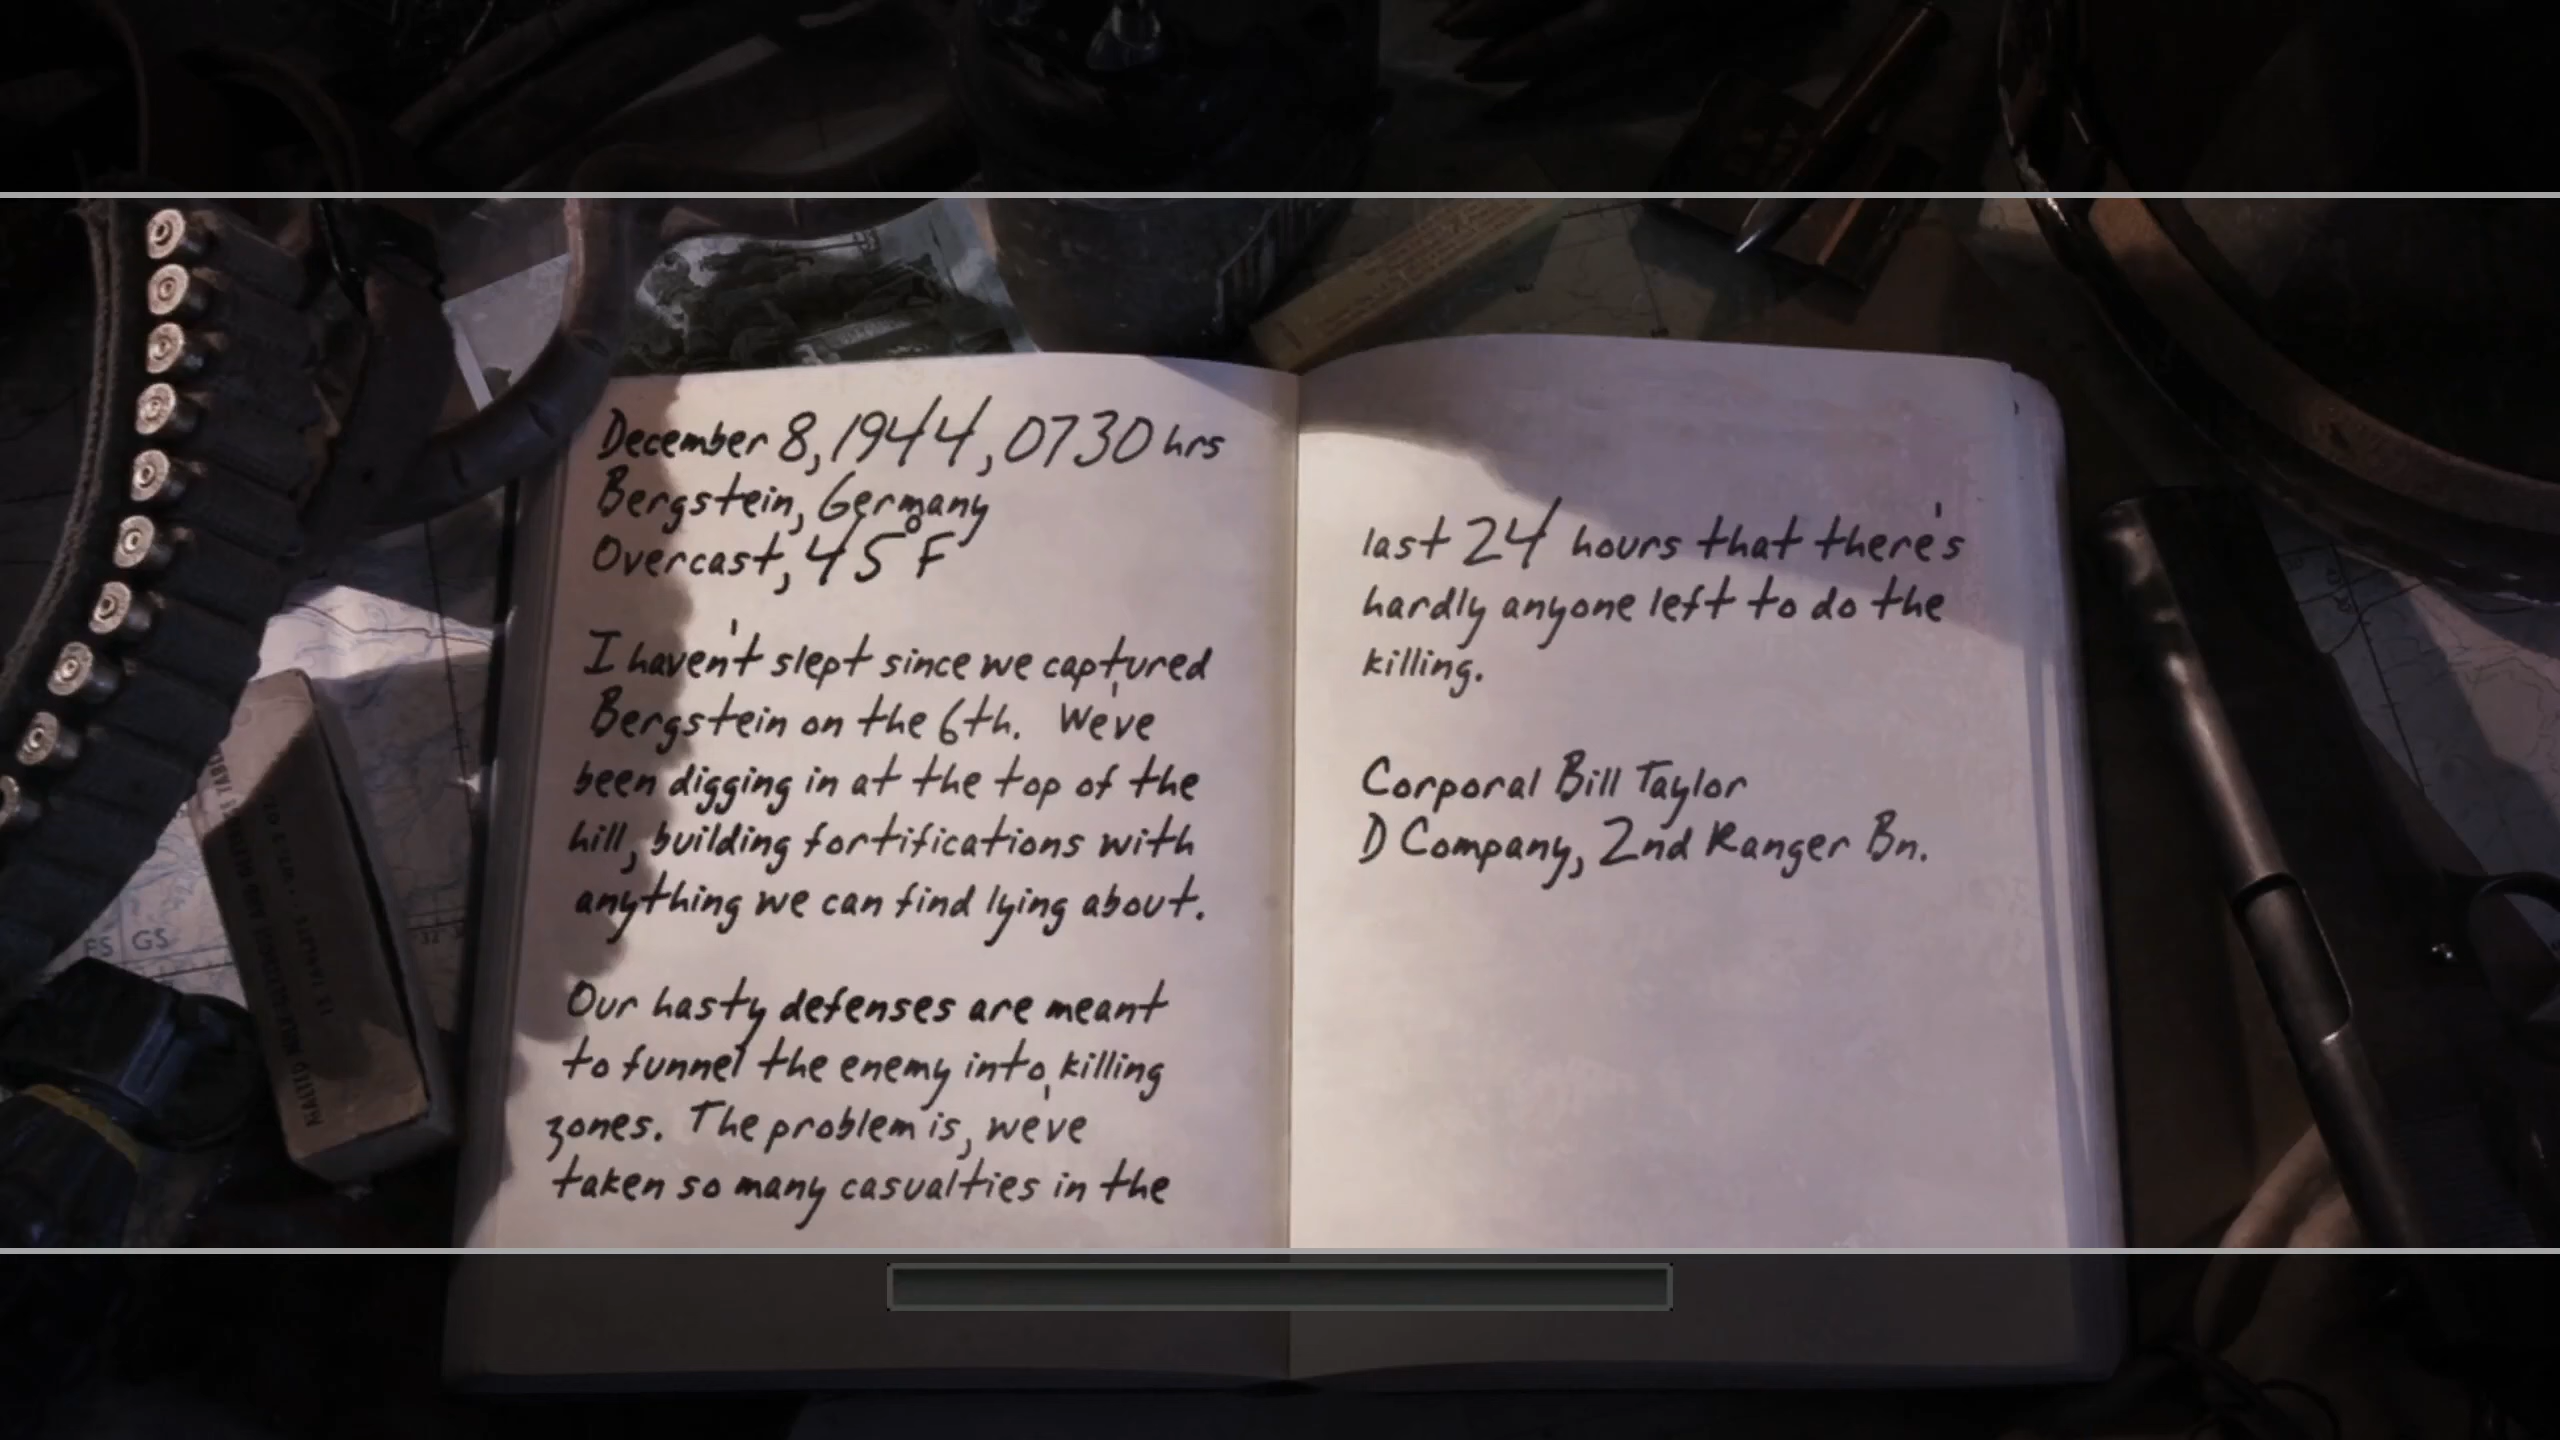 December 8, 1944, 0730 hrs
Bergstein, Germany
Overcast, 45°F
I haven't slept since we captured
Bergstein on the 6th. We've
been digging in at the top of the
hill, building fortifications with
anything we can find lying about.
Our hasty defenses are meant
to funnel the enemy into killing
zones. The problem is, we've
taken so many casualties in the
last 24 hours that there's
hardly anyone left to do the
killing.
Corporal Bill Taylor
D Company, 2nd Ranger Bn.
FS GS